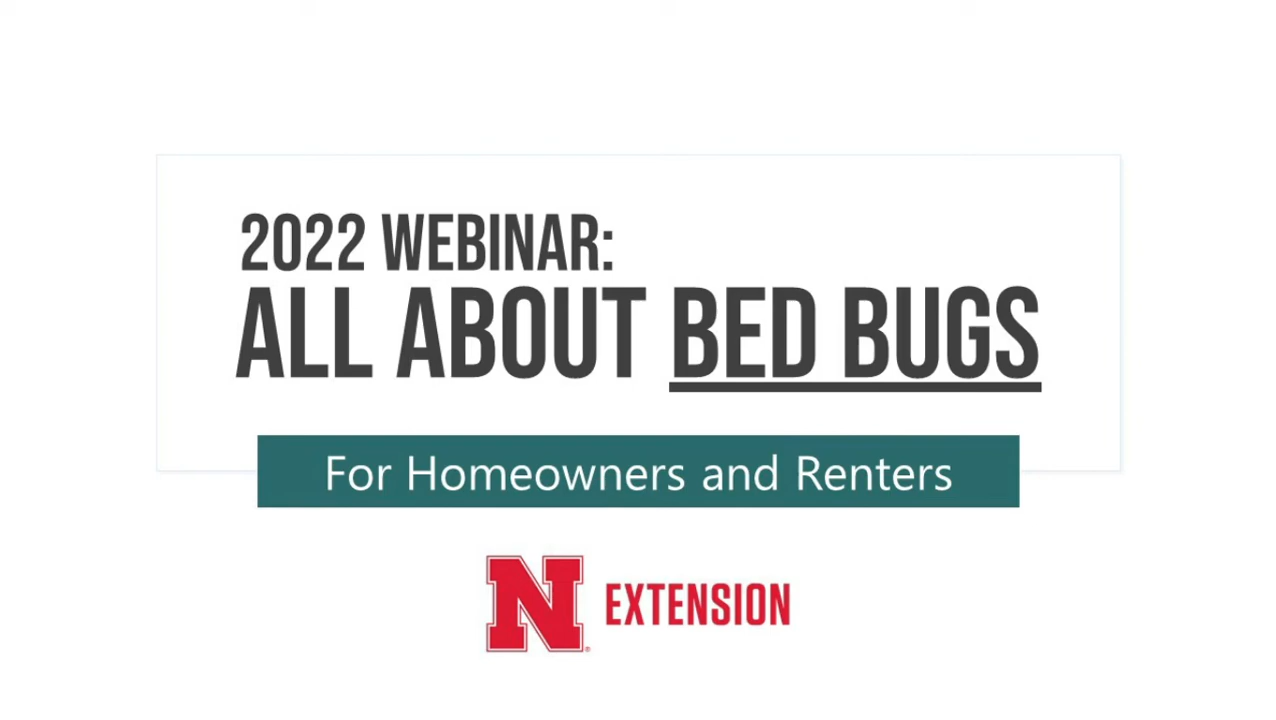 2022 WEBINAR:
ALL ABOUT BED BUGS
For Homeowners and Renters
N EXTENSION